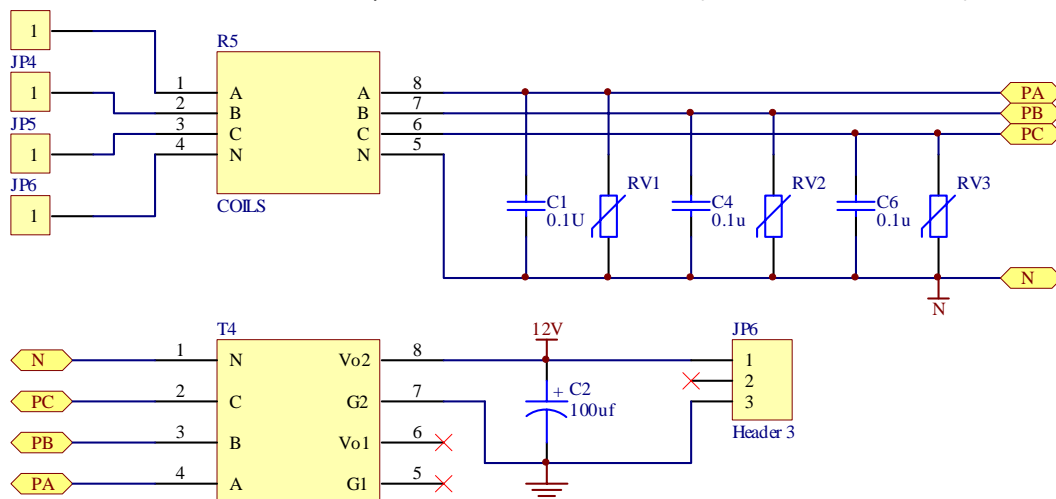 1
JP4
1
JP5
1
JP6
1
R5
1 A A 8
2 B B 7
3 C C 6
4 N N 5
COILS
PA
PB
PC
C1
0.1U
RV1
C4
0.1u
RV2
C6
0.1u
RV3
N
N
T4
N 1 N Vo2 8
PC 2 C G2 7
PB 3 B Vo1 6
PA 4 A G1 5
12V
+ C2
100uf
JP6
1
2
3
Header 3